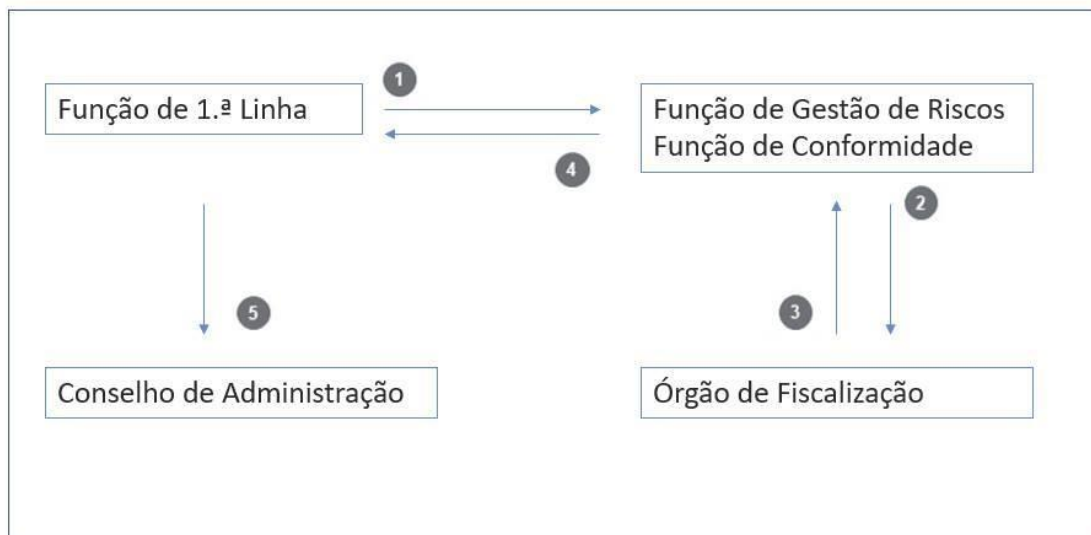 1
Função de 1.ª Linha
Função de Gestão de Riscos
Função de Conformidade
4
2
5
3
Conselho de Administração
Órgão de Fiscalização